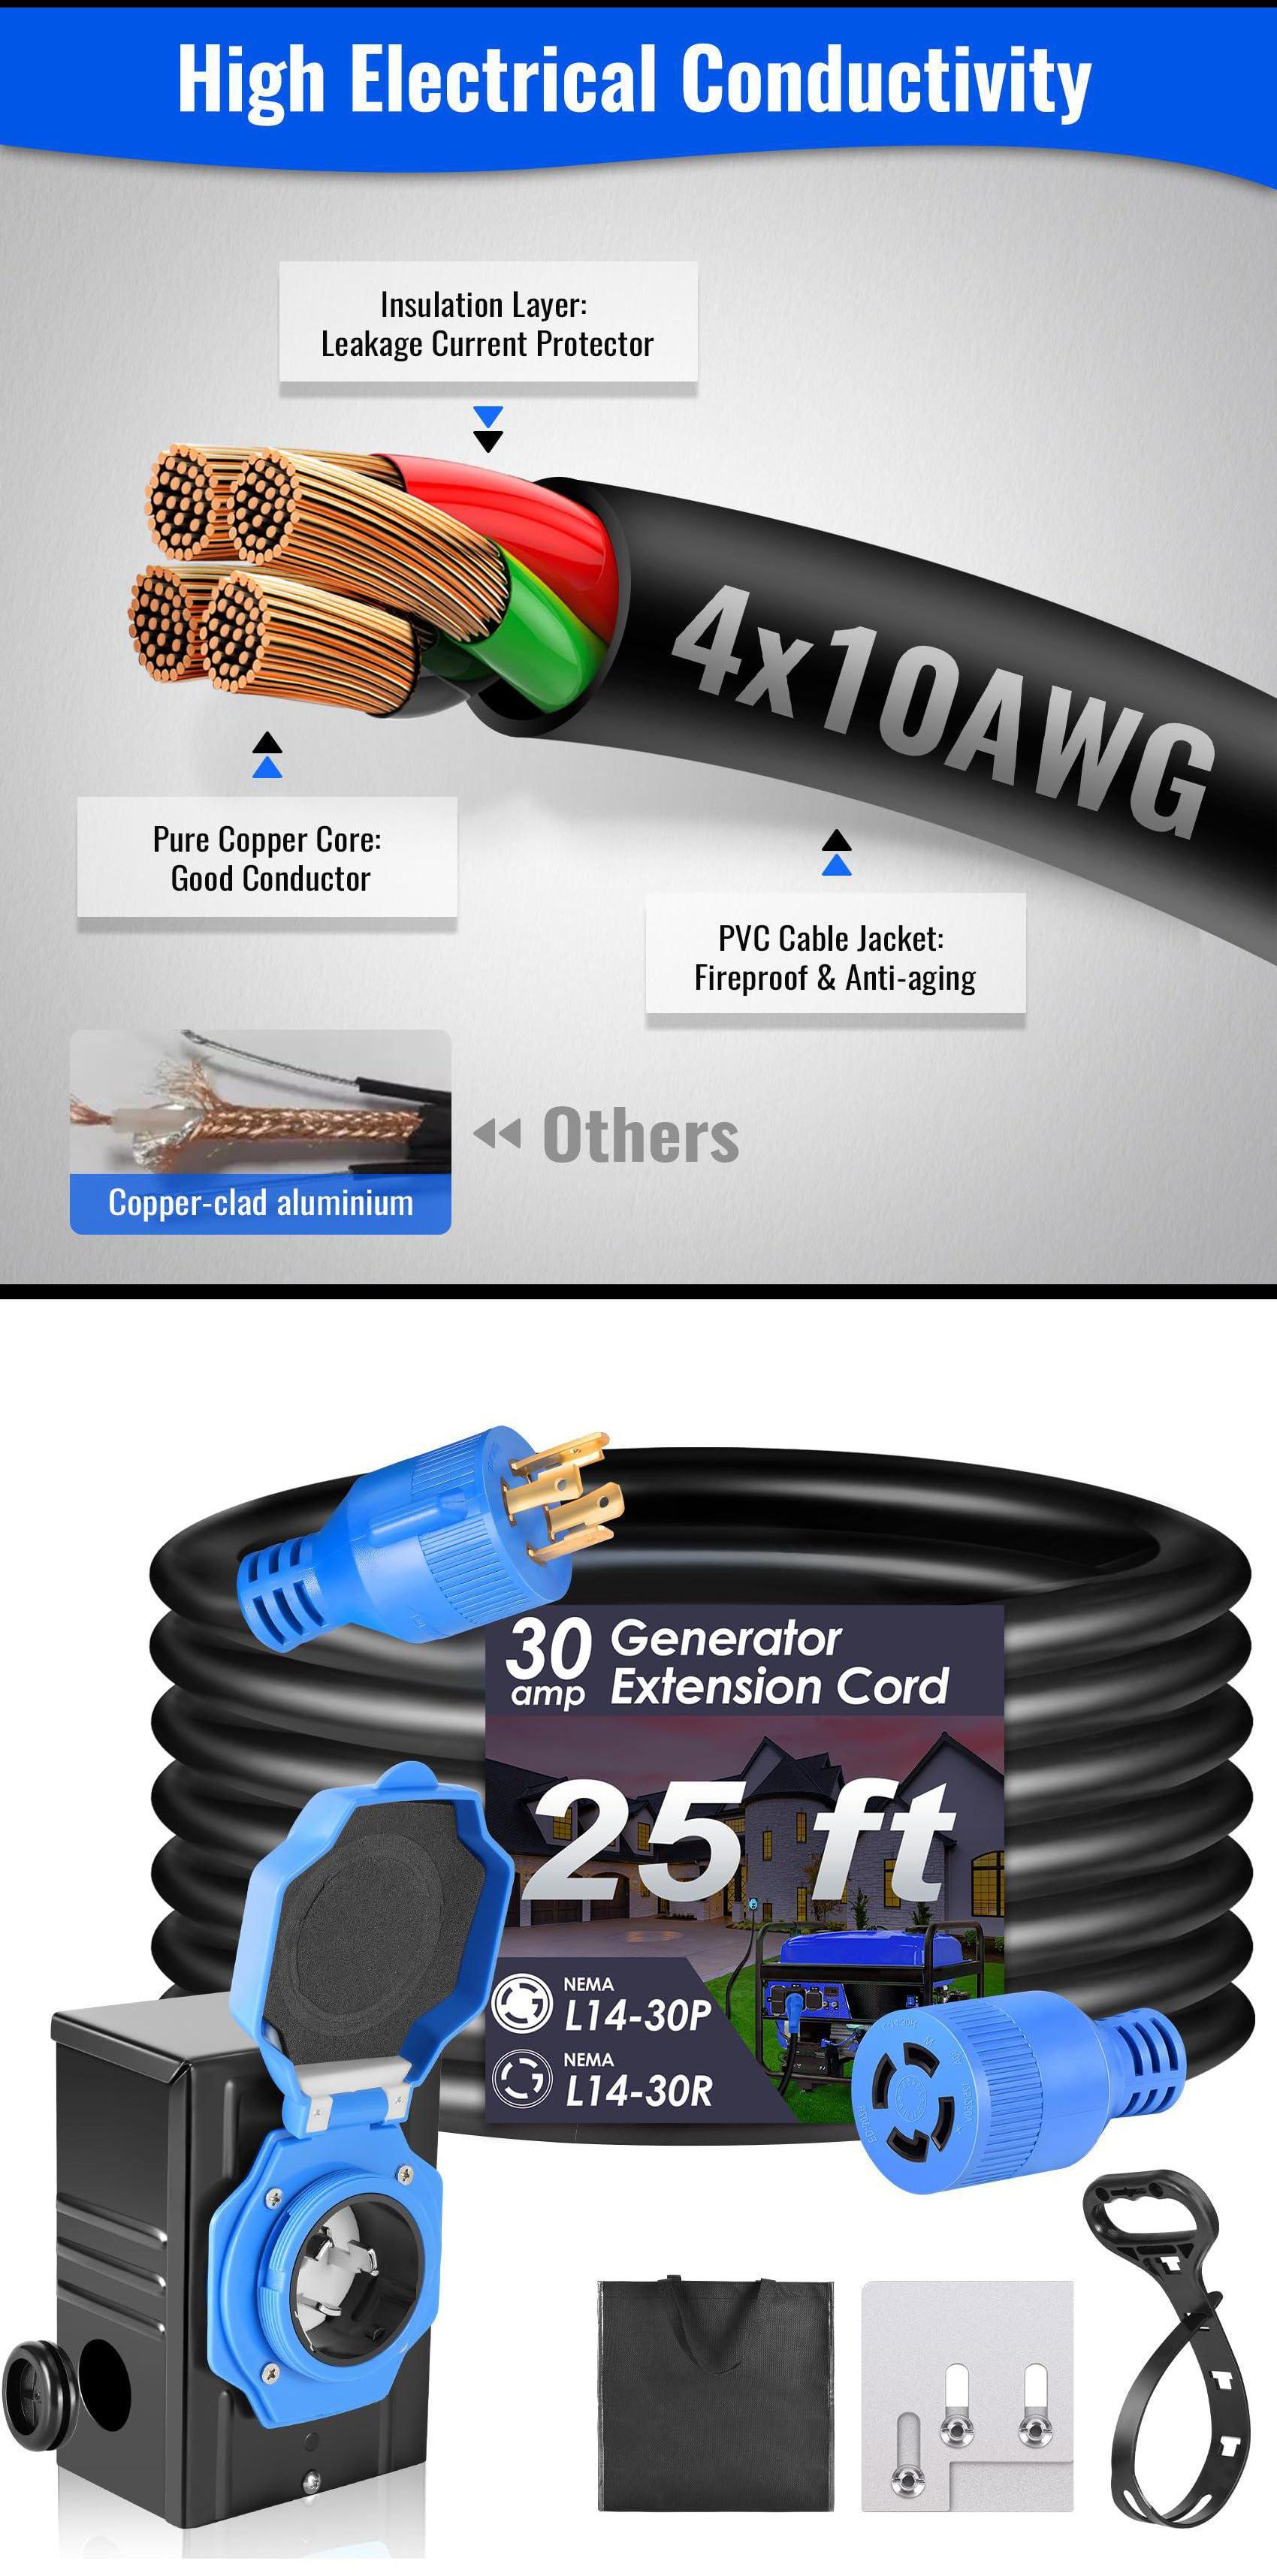 High Electrical Conductivity
Insulation Layer:
Leakage Current Protector
4x10AWG
Pure Copper Core:
Good Conductor
PVC Cable Jacket:
Fireproof & Anti-aging
Others
Copper-clad aluminium
30 amp
Generator
Extension Cord
25 ft
NEMA
L14-30P
NEMA
L14-30R